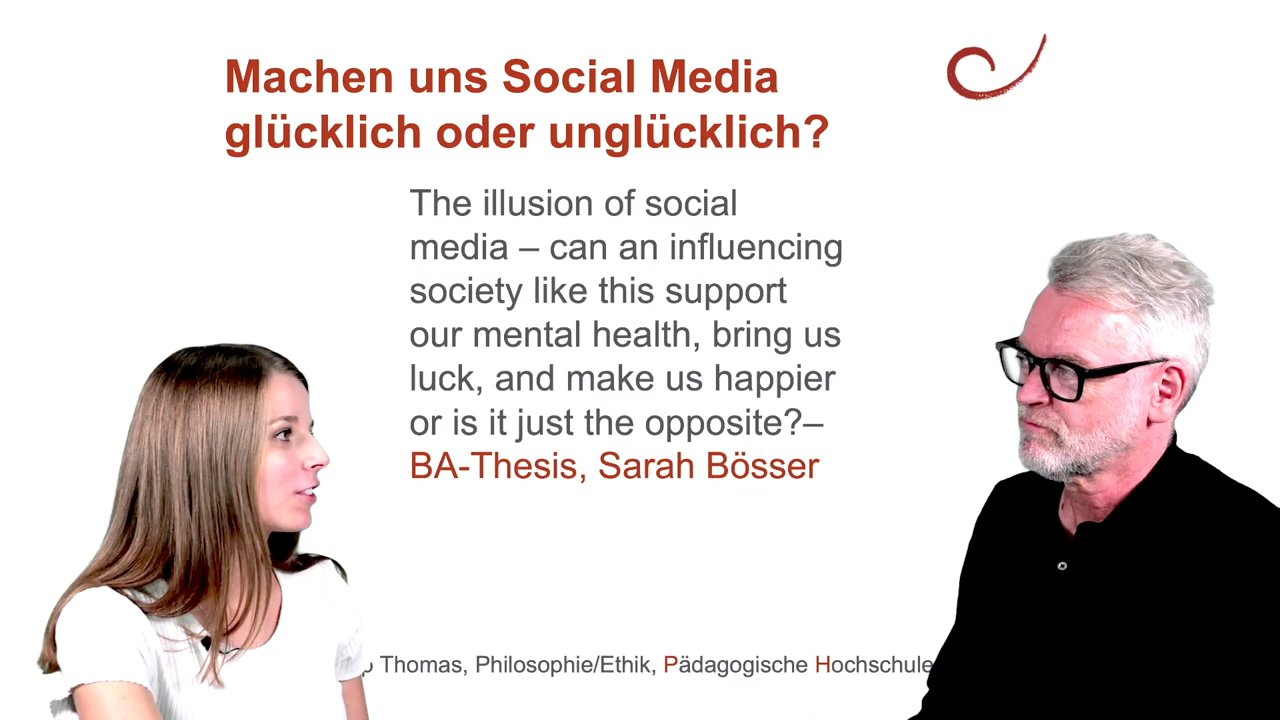 Machen uns Social Media
glücklich oder unglücklich?
The illusion of social
media – can an influencing
society like this support
our mental health, bring us
luck, and make us happier
or is it just the opposite?–
BA-Thesis, Sarah Bösser
Thomas, Philosophie/Ethik, Pädagogische Hochschule